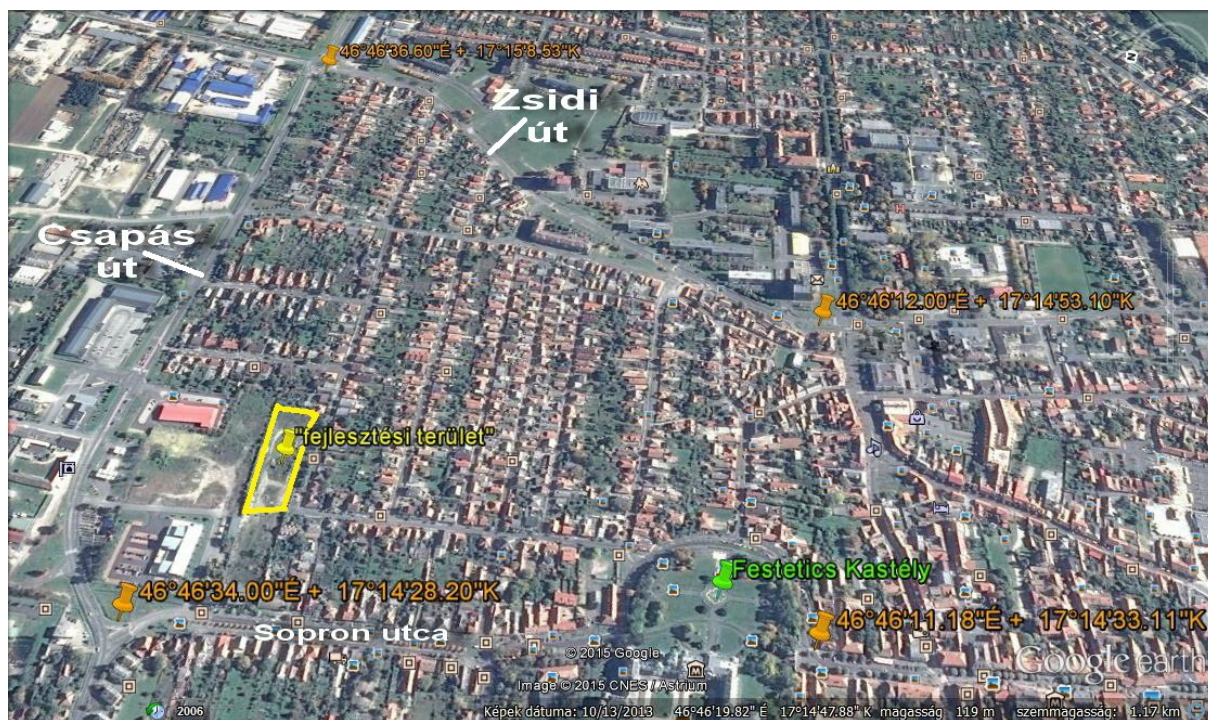 46°46'36.60"É + 17°15'8.53"K
N
Zsidi
út
Csapás
út
46°46'12.00"É + 17°14'53.10"K
"fejlesztési terület"
Festetics Kastély
46°46'34.00"É + 17°14'28.20"K
46°46'11.18"É + 17°14'33.11"K
Sopron utca
© 2015 Google
Google earth
Image © 2015 CNES / Astrium
2006
Képek dátuma: 10/13/2013 46°46'19.82" É 17°14'47.88" K magasság 119 m szemmagasság: 1.17 km